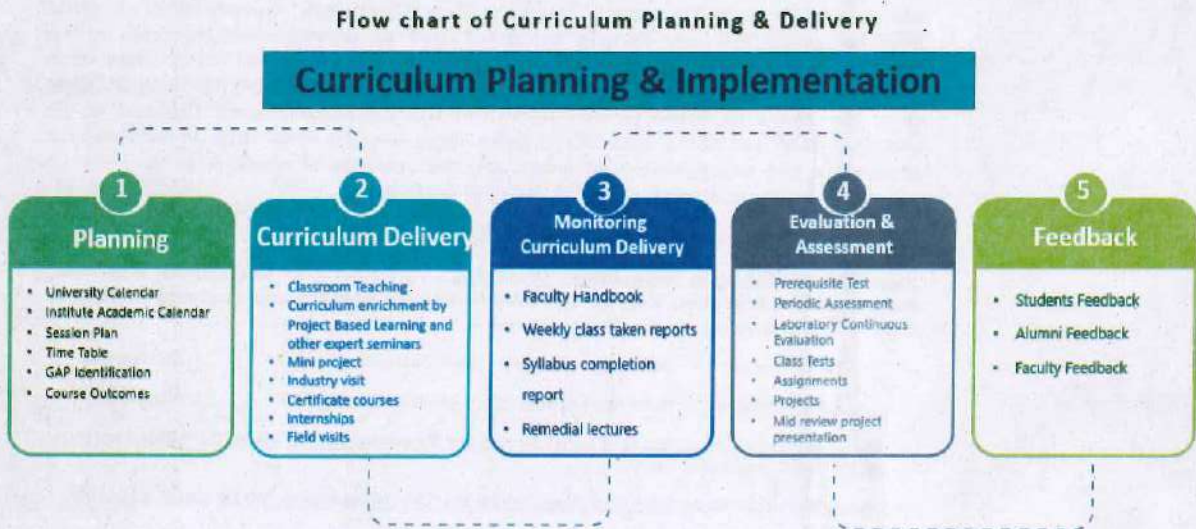 Flow chart of Curriculum Planning & Delivery
Curriculum Planning & Implementation
1
Planning
• University Calendar
• Institute Academic Calendar
• Session Plan
• Time Table
• GAP Identification
• Course Outcomes
2
Curriculum Delivery
• Classroom Teaching
• Curriculum enrichment by
Project Based Learning and
other expert seminars
• Mini project
• Industry visit
• Certificate courses
• Internships
• Field visits
3
Monitoring
Curriculum Delivery
• Faculty Handbook
• Weekly class taken reports
• Syllabus completion
report
• Remedial lectures
4
Evaluation &
Assessment
• Prerequisite Test
• Periodic Assessment
• Laboratory Continuous
Evaluation
• Class Tests
• Assignments
• Projects
• Mid review project
presentation
5
Feedback
• Students Feedback
• Alumni Feedback
• Faculty Feedback